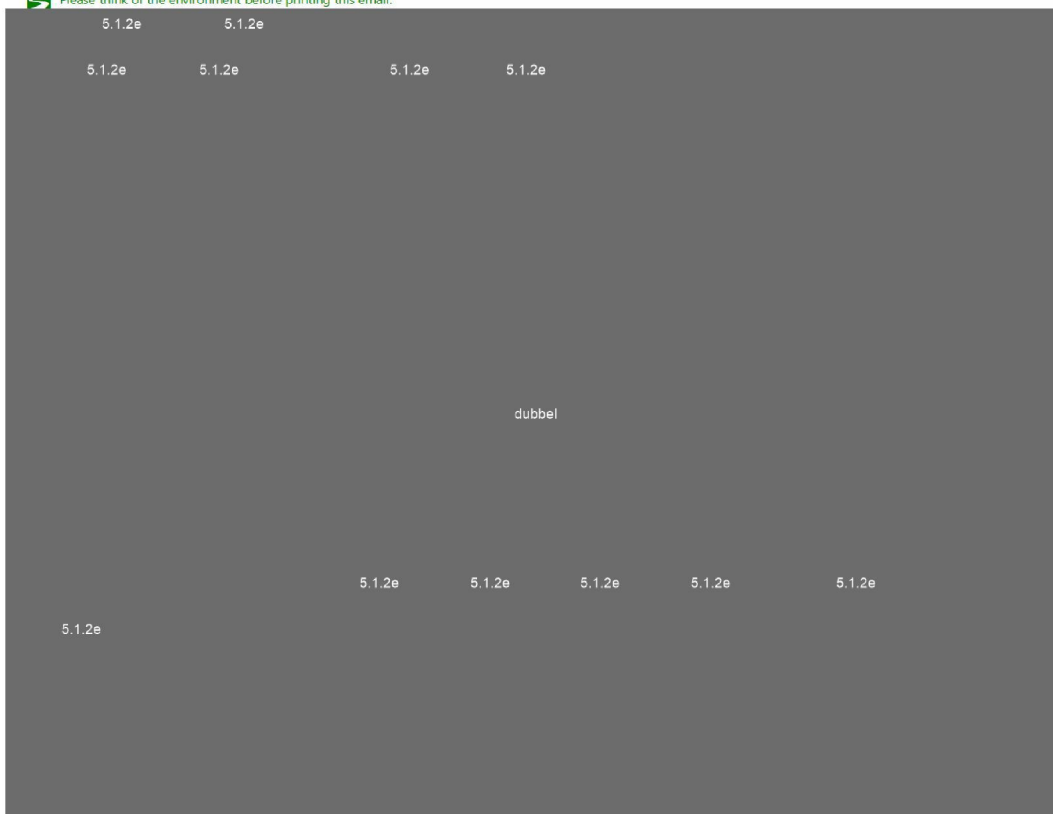 Please think of the environment before printing this email.
5.1.2e 5.1.2e
5.1.2e 5.1.2e 5.1.2e 5.1.2e
dubbel
5.1.2e 5.1.2e 5.1.2e 5.1.2e 5.1.2e
5.1.2e